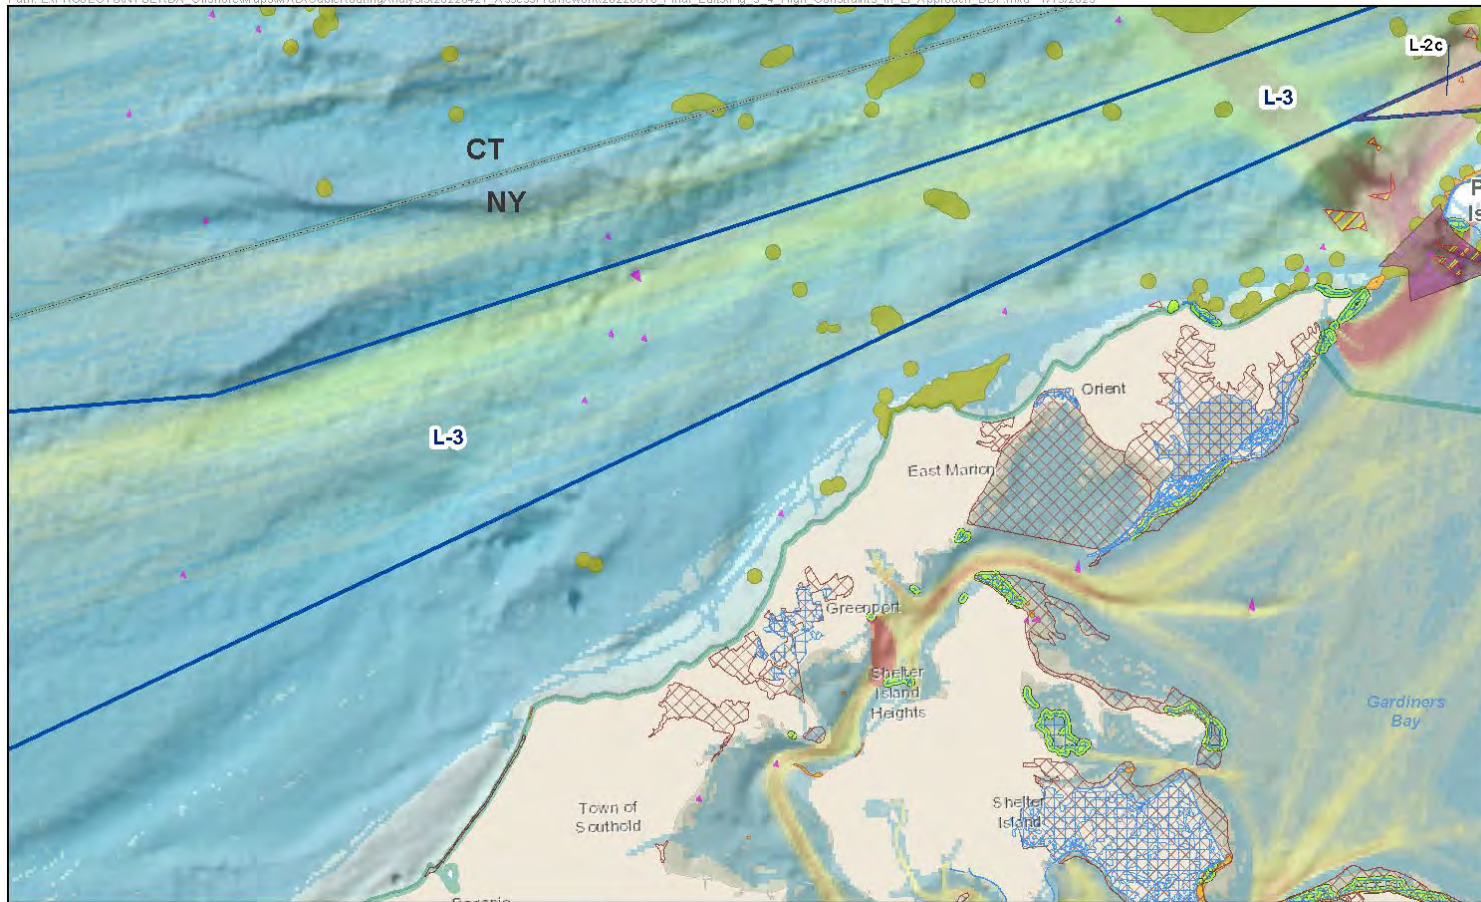 L-2c
L-3
CT
NY
Orient
East Marion
L-3
Greenport
Shelter
Island
Heights
Gardiners
Bay
Shelter
Island
Town of
Southold